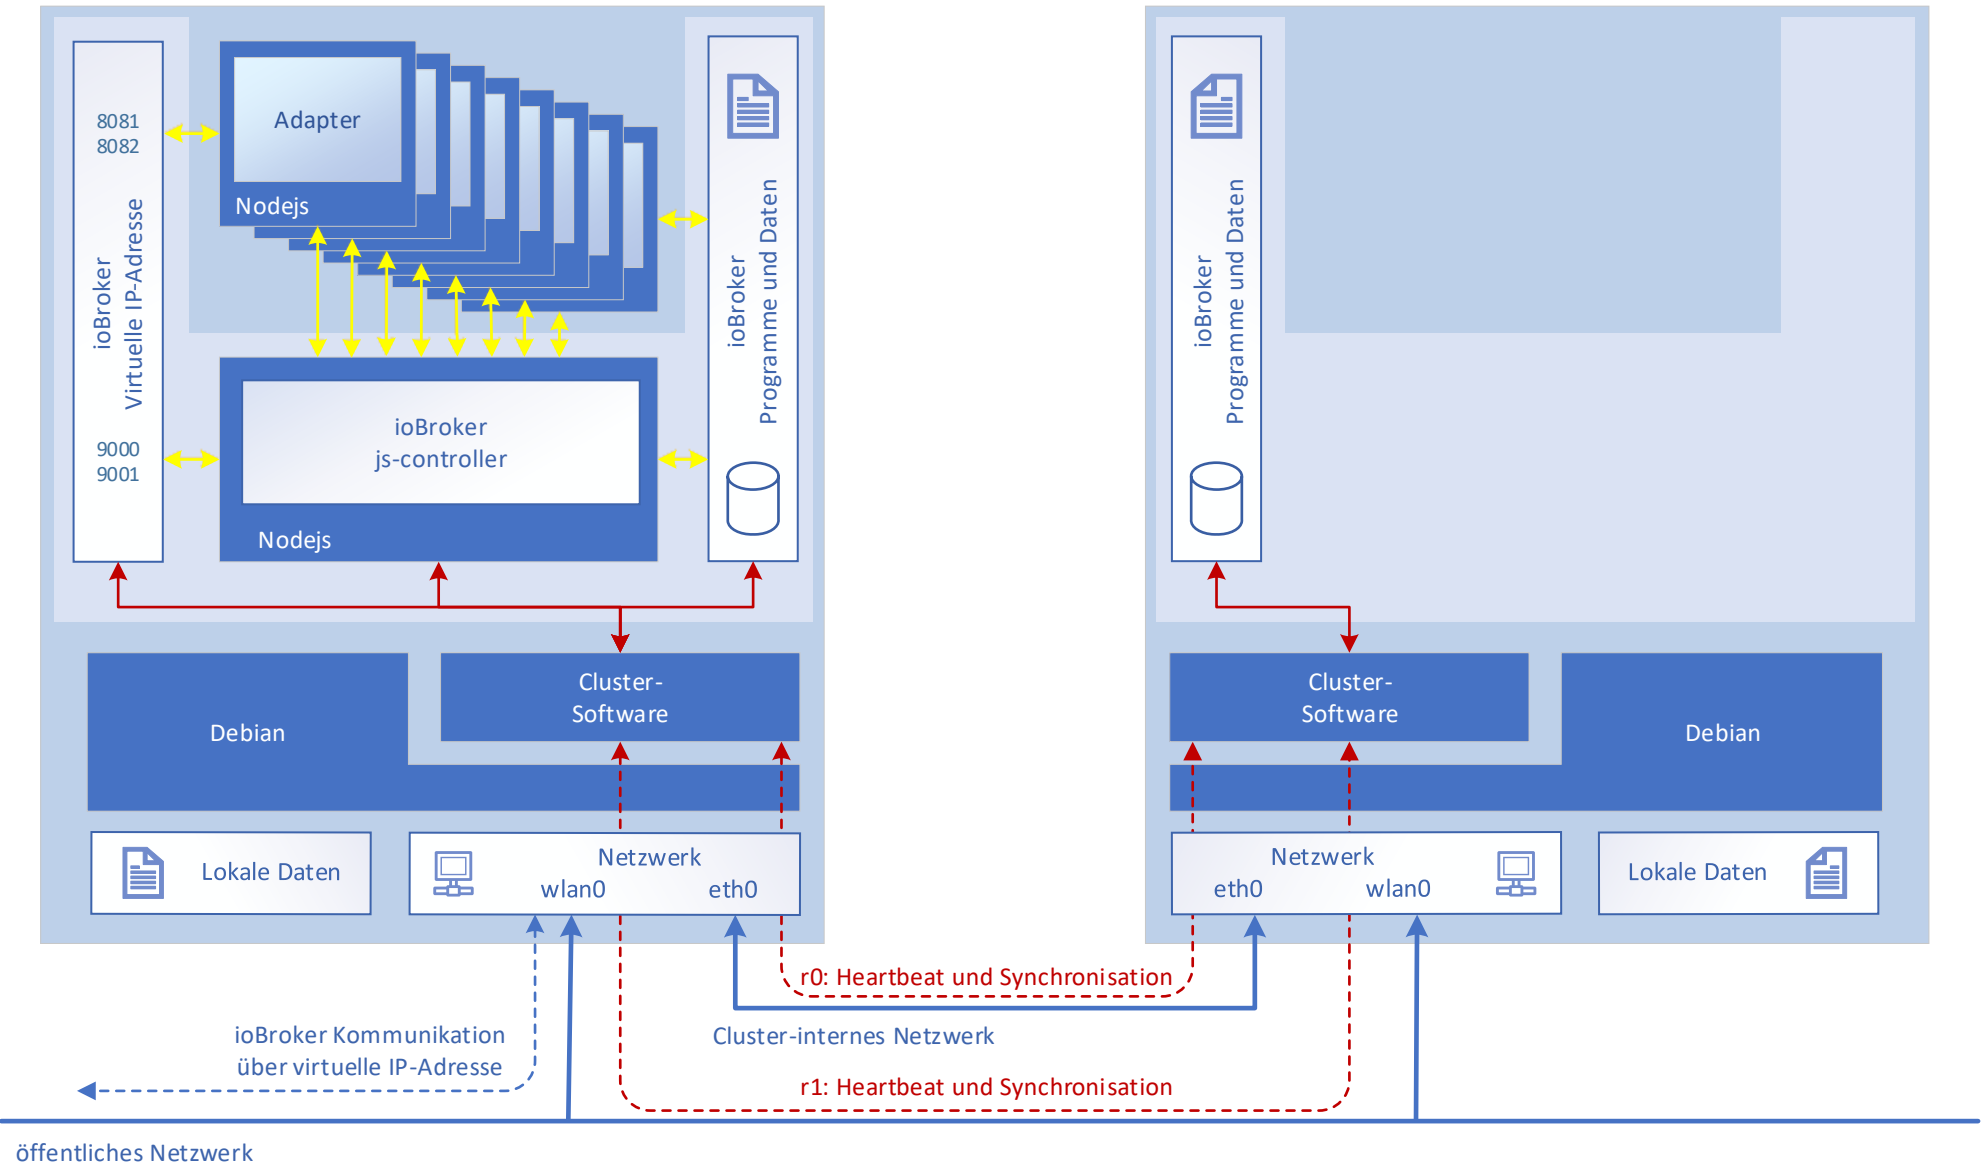 8081
8082
ioBroker
Virtuelle IP-Adresse
9000
9001
Adapter
Nodejs
ioBroker
js-controller
Nodejs
ioBroker
Programme und Daten
Debian
Cluster-
Software
Lokale Daten
Netzwerk
wlan0
eth0
ioBroker
Programme und Daten
Cluster-
Software
Debian
Netzwerk
eth0
wlan0
Lokale Daten
r0: Heartbeat und Synchronisation
Cluster-internes Netzwerk
ioBroker Kommunikation
über virtuelle IP-Adresse
r1: Heartbeat und Synchronisation
öffentliches Netzwerk